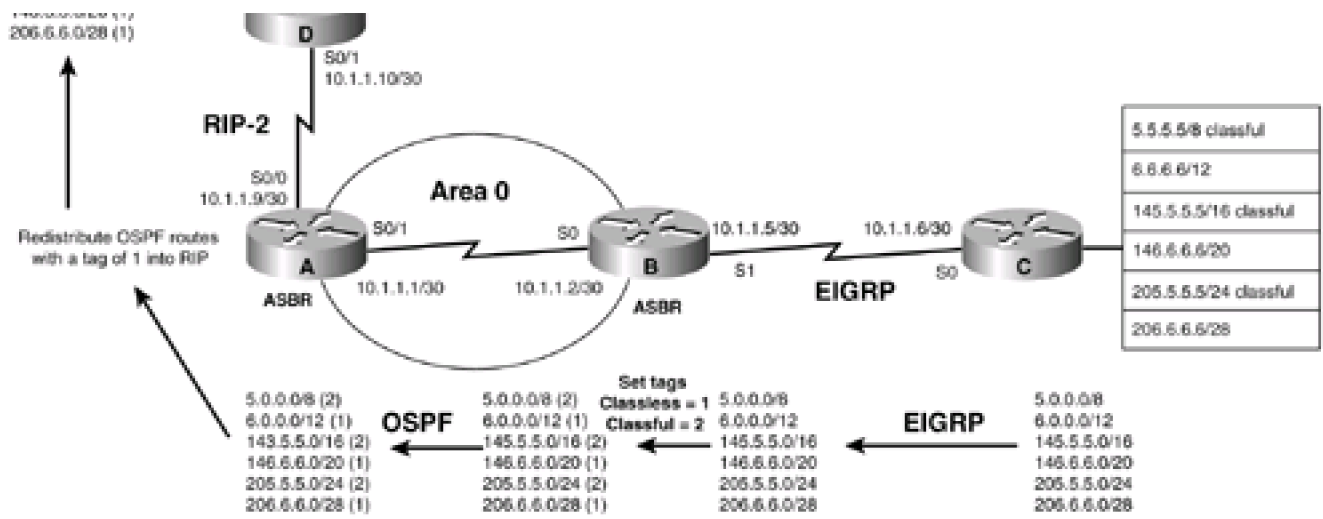 206.6.6.0/28 (1)
D
S0/1
10.1.1.10/30
RIP-2
S0/0
10.1.1.9/30
Area 0
Redistribute OSPF routes
with a tag of 1 into RIP
A
ASBR
S0/1
10.1.1.1/30
S0
10.1.1.2/30
B
ASBR
10.1.1.5/30
S1
EIGRP
10.1.1.6/30
S0
C
5.5.5.5/8 classful
6.6.6.6/12
145.5.5.5/16 classful
146.6.6.6/20
205.5.5.5/24 classful
206.6.6.6/28
5.0.0.0/8 (2)
6.0.0.0/12 (1)
143.5.5.0/16 (2)
146.6.6.0/20 (1)
205.5.5.0/24 (2)
206.6.6.0/28 (1)
OSPF
5.0.0.0/8 (2)
6.0.0.0/12 (1)
145.5.5.0/16 (2)
146.6.6.0/20 (1)
205.5.5.0/24 (2)
206.6.6.0/28 (1)
Set tags
Classless = 1
Classful = 2
5.0.0.0/8
6.0.0.0/12
145.5.5.0/16
146.6.6.0/20
205.5.5.0/24
206.6.6.0/28
EIGRP
5.0.0.0/8
6.0.0.0/12
145.5.5.0/16
146.6.6.0/20
205.5.5.0/24
206.6.6.0/28